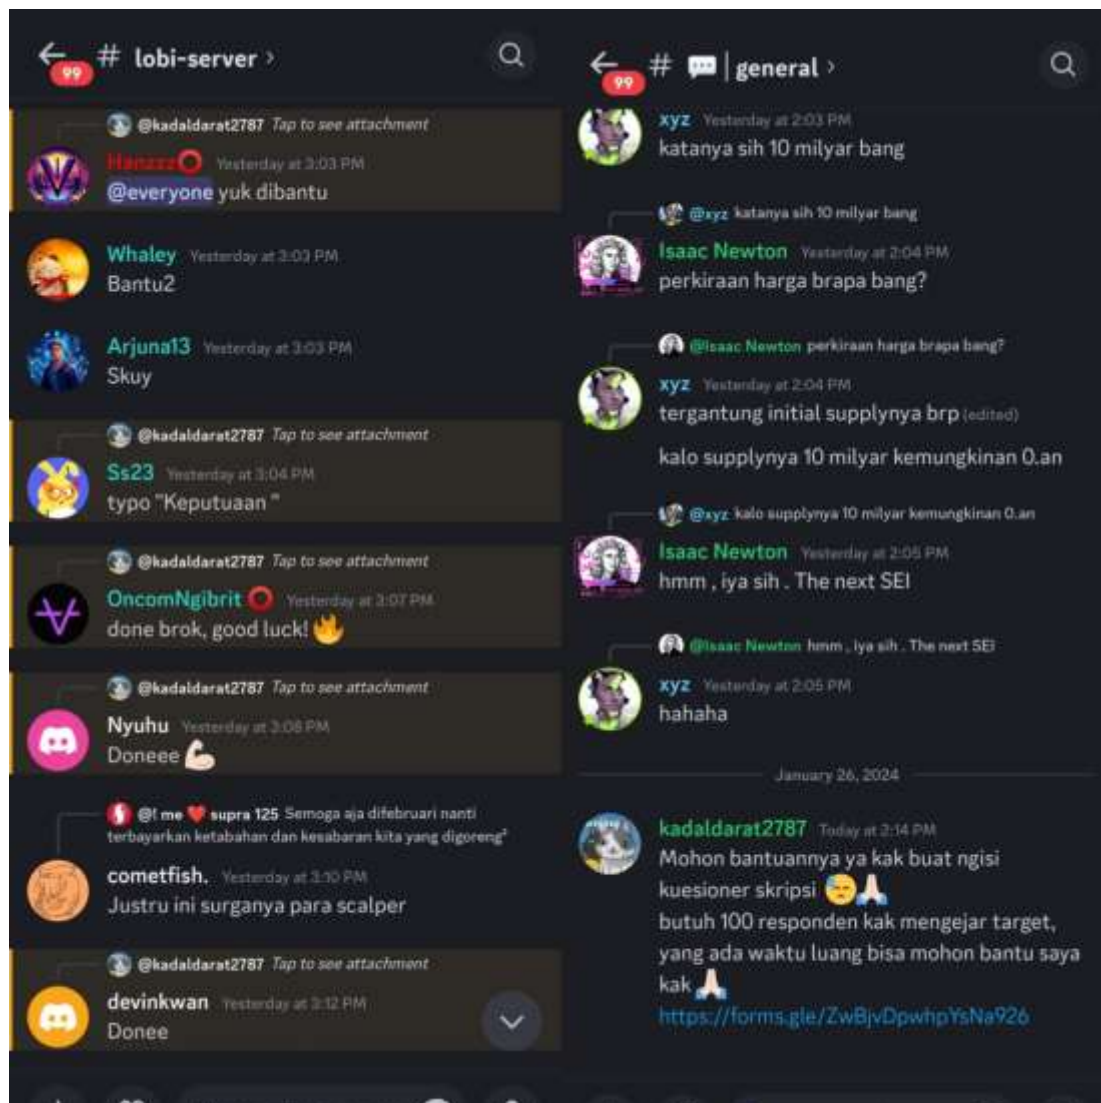 99
# lobi-server >
@kadaldarat2787 Tap to see attachment
Hanzzz Yesterday at 3:03 PM
@everyone yuk dibantu
Whaley Yesterday at 3:03 PM
Bantu2
Arjuna13 Yesterday at 3:03 PM
Skuy
@kadaldarat2787 Tap to see attachment
Ss23 Yesterday at 3:04 PM
typo "Keputuaan "
@kadaldarat2787 Tap to see attachment
OncomNgibrit⭕ Yesterday at 3:07 PM
done brok, good luck!🔥
@kadaldarat2787 Tap to see attachment
Nyuhu Yesterday at 3:08 PM
Doneee 💪🏻
@! me ❤️ supra 125 Semoga aja difebruari nanti
terbayarkan ketabahan dan kesabaran kita yang digoreng²
cometfish. Yesterday at 3:10 PM
Justru ini surganya para scalper
@kadaldarat2787 Tap to see attachment
devinkwan Yesterday at 3:12 PM
Donee
99
# 💬 | general >
xyz Yesterday at 2:03 PM
katanya sih 10 milyar bang
@xyz katanya sih 10 milyar bang
Isaac Newton Yesterday at 2:04 PM
perkiraan harga brapa bang?
@Isaac Newton perkiraan harga brapa bang?
xyz Yesterday at 2:04 PM
tergantung initial supplynya brp (edited)
kalo supplynya 10 milyar kemungkinan 0.an
@xyz kalo supplynya 10 milyar kemungkinan 0.an
Isaac Newton Yesterday at 2:05 PM
hmm , iya sih . The next SEI
@Isaac Newton hmm , iya sih . The next SEI
xyz Yesterday at 2:05 PM
hahaha
January 26, 2024
kadaldarat2787 Today at 2:14 PM
Mohon bantuannya ya kak buat ngisi
kuesioner skripsi 😓🙏🏻
butuh 100 responden kak mengejar target,
yang ada waktu luang bisa mohon bantu saya
kak 🙏🏻
https://forms.gle/ZwBjvDpwhpYsNa926